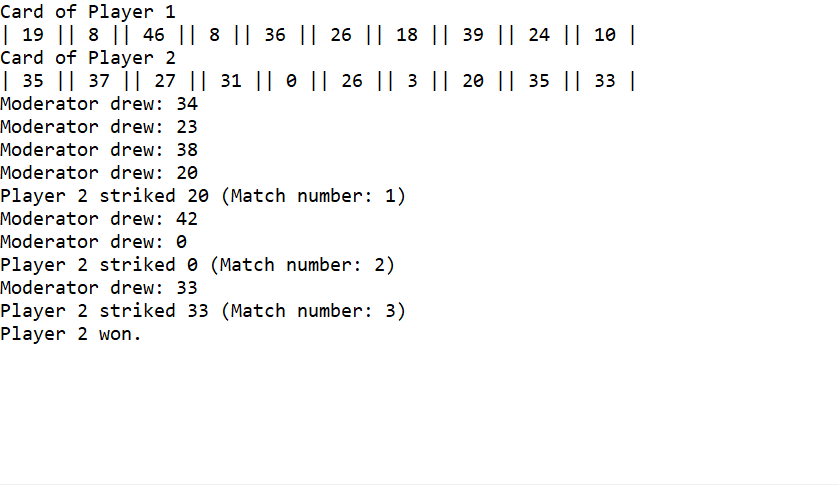 Card of Player 1
| 19 || 8 || 46 || 8 || 36 || 26 || 18 || 39 || 24 || 10 |
Card of Player 2
| 35 || 37 || 27 || 31 || 0 || 26 || 3 || 20 || 35 || 33 |
Moderator drew: 34
Moderator drew: 23
Moderator drew: 38
Moderator drew: 20
Player 2 striked 20 (Match number: 1)
Moderator drew: 42
Moderator drew: 0
Player 2 striked 0 (Match number: 2)
Moderator drew: 33
Player 2 striked 33 (Match number: 3)
Player 2 won.